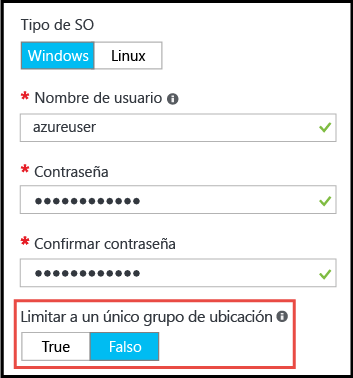 Tipo de SO
Windows Linux
* Nombre de usuario
azureuser
* Contraseña
●●●●●●●●●●●●
* Confirmar contraseña
●●●●●●●●●●●●
Limitar a un único grupo de ubicación
True Falso